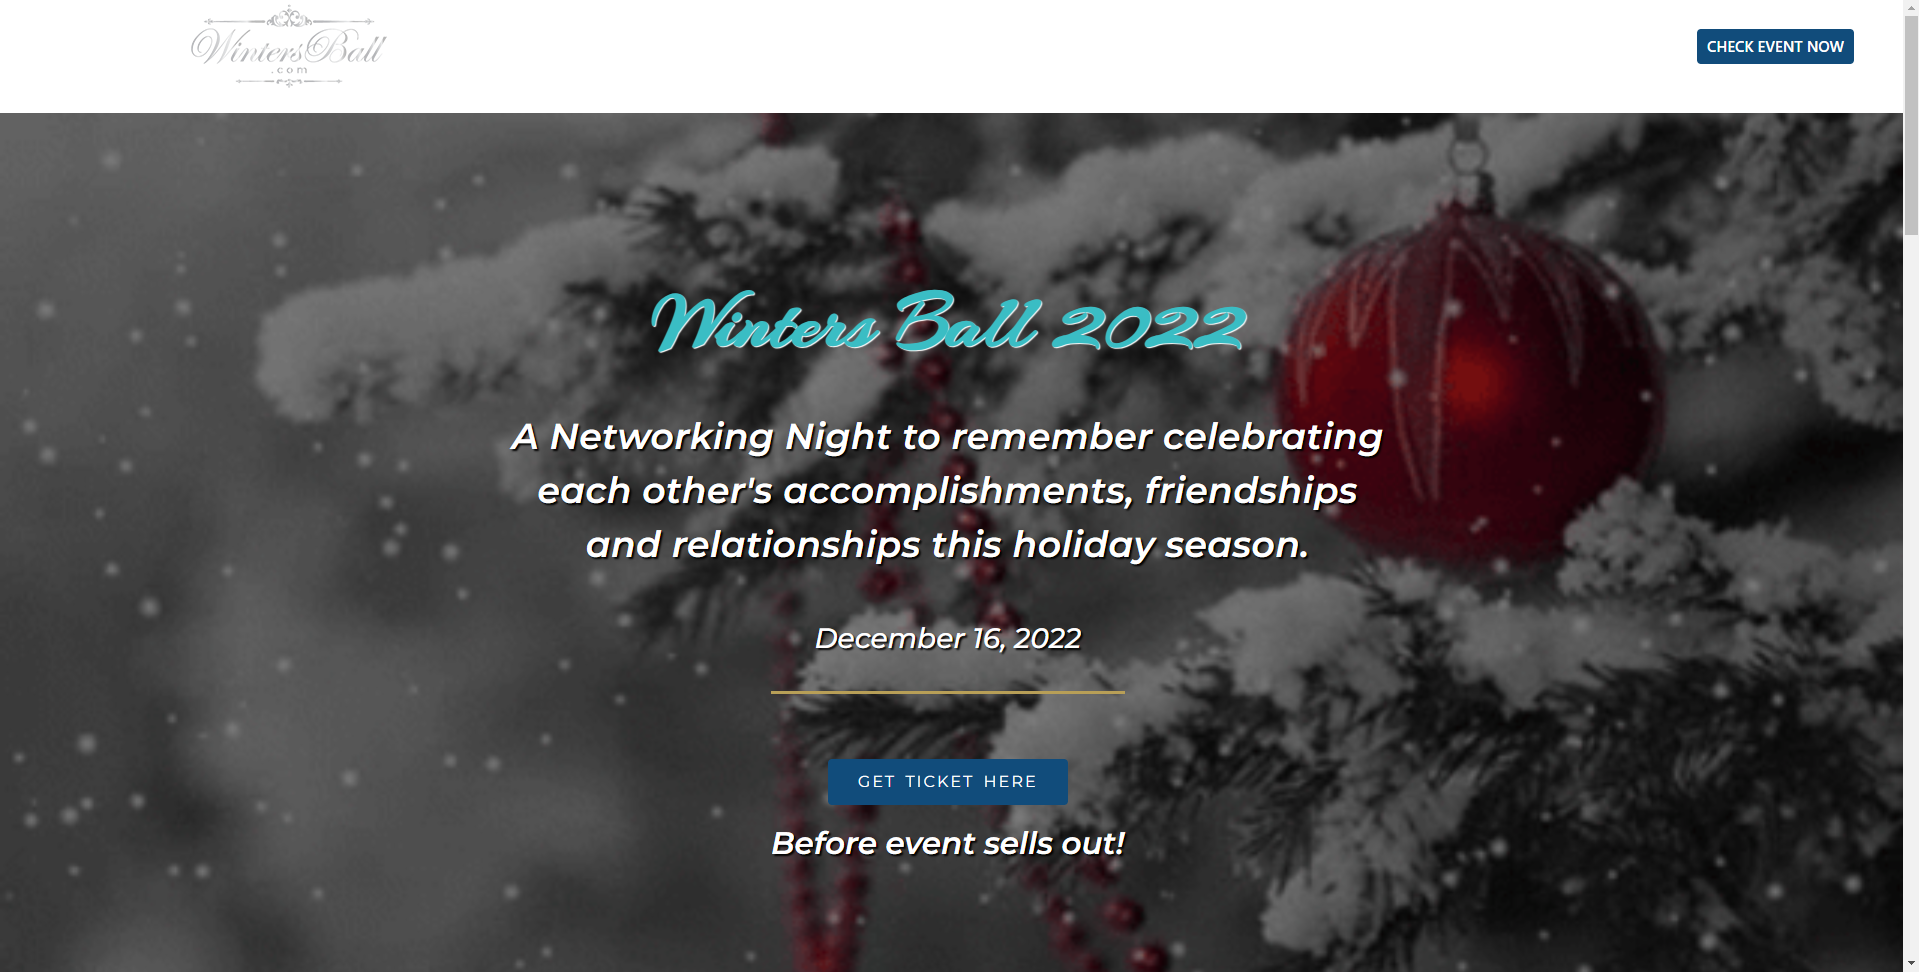 WintersBall
.com
CHECK EVENT NOW
Winters Ball 2022
A Networking Night to remember celebrating
each other's accomplishments, friendships
and relationships this holiday season.
December 16, 2022
GET TICKET HERE
Before event sells out!